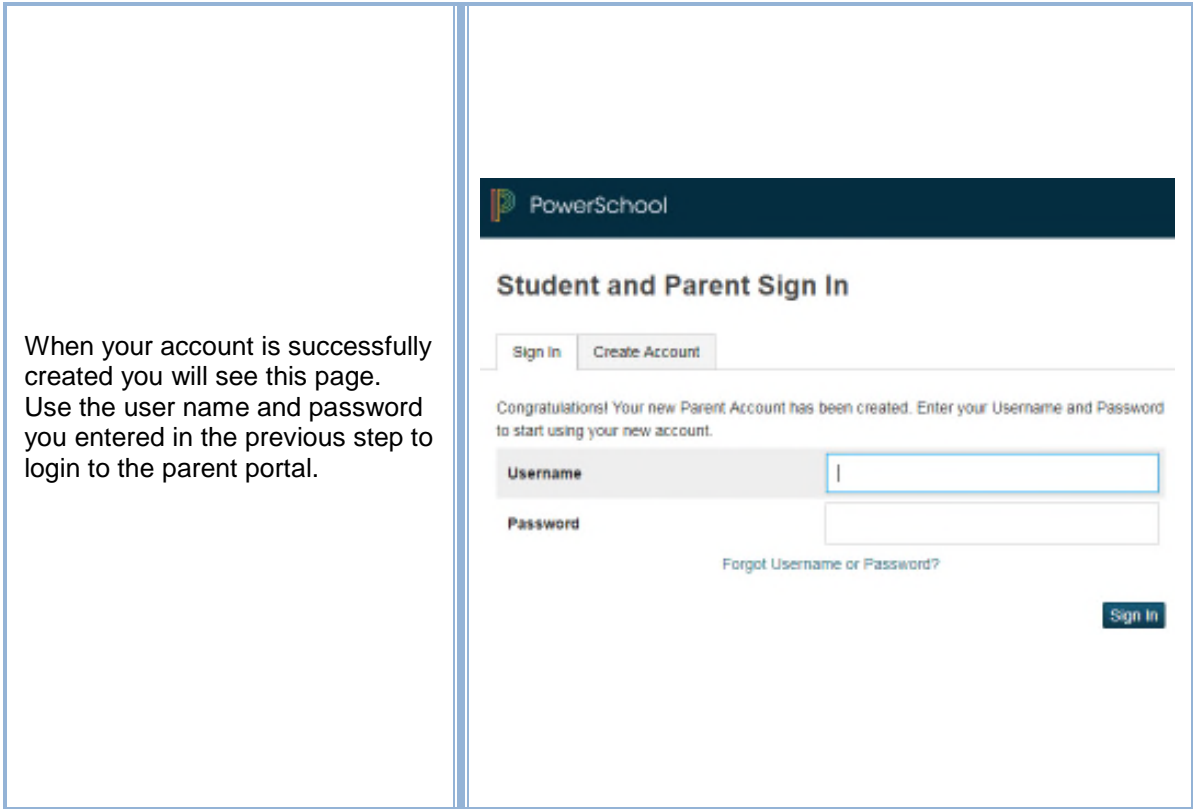 When your account is successfully
created you will see this page.
Use the user name and password
you entered in the previous step to
login to the parent portal.
PowerSchool
Student and Parent Sign In
Sign In
Create Account
Congratulations! Your new Parent Account has been created. Enter your Username and Password
to start using your new account.
Username
Password
Forgot Username or Password?
Sign In